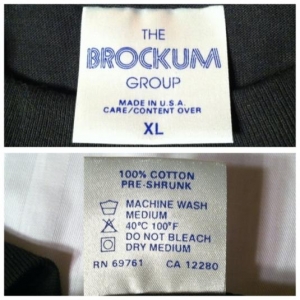 THE
BROCKUM
GROUP
MADE IN U.S.A.
CARE/CONTENT OVER
XL
100% COTTON
PRE-SHRUNK
MACHINE WASH
MEDIUM
40°C 100°F
DO NOT BLEACH
DRY MEDIUM
RN 69761 CA 12280